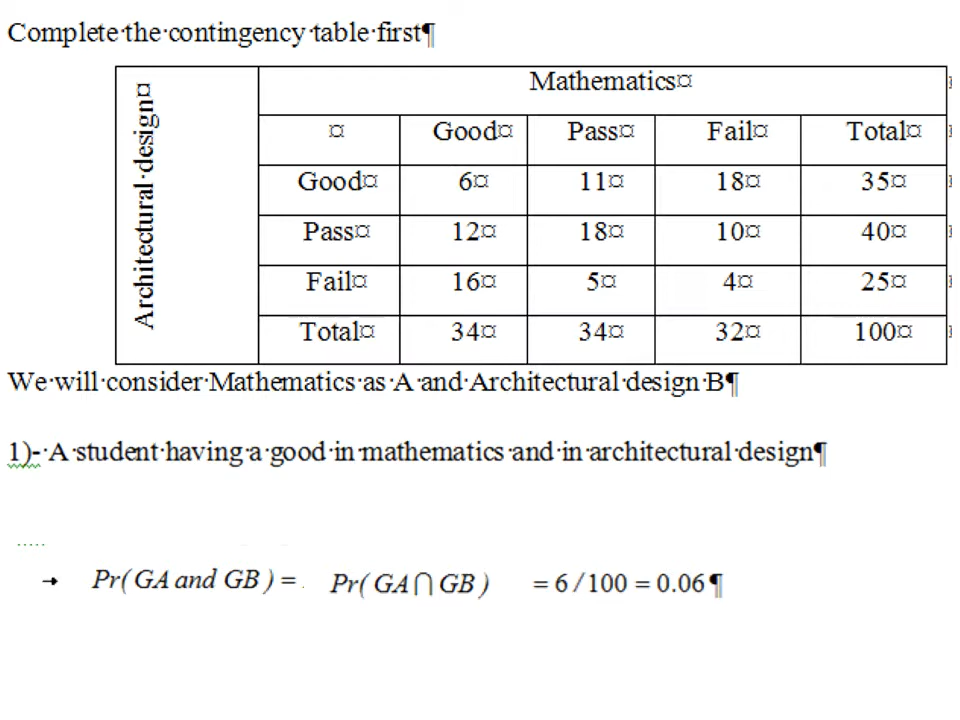 Complete·the·contingency·table·first¶
Architectural·design¤
Mathematics¤
¤ Good¤ Pass¤ Fail¤ Total¤
Good¤ 6¤ 11¤ 18¤ 35¤
Pass¤ 12¤ 18¤ 10¤ 40¤
Fail¤ 16¤ 5¤ 4¤ 25¤
Total¤ 34¤ 34¤ 32¤ 100¤
We·will·consider·Mathematics·as·A·and·Architectural·design·B¶
1)-·A·student·having·a·good·in·mathematics·and·in·architectural·design¶
→ Pr( GA and GB ) = Pr( GA ⋂ GB ) = 6 / 100 = 0.06 ¶